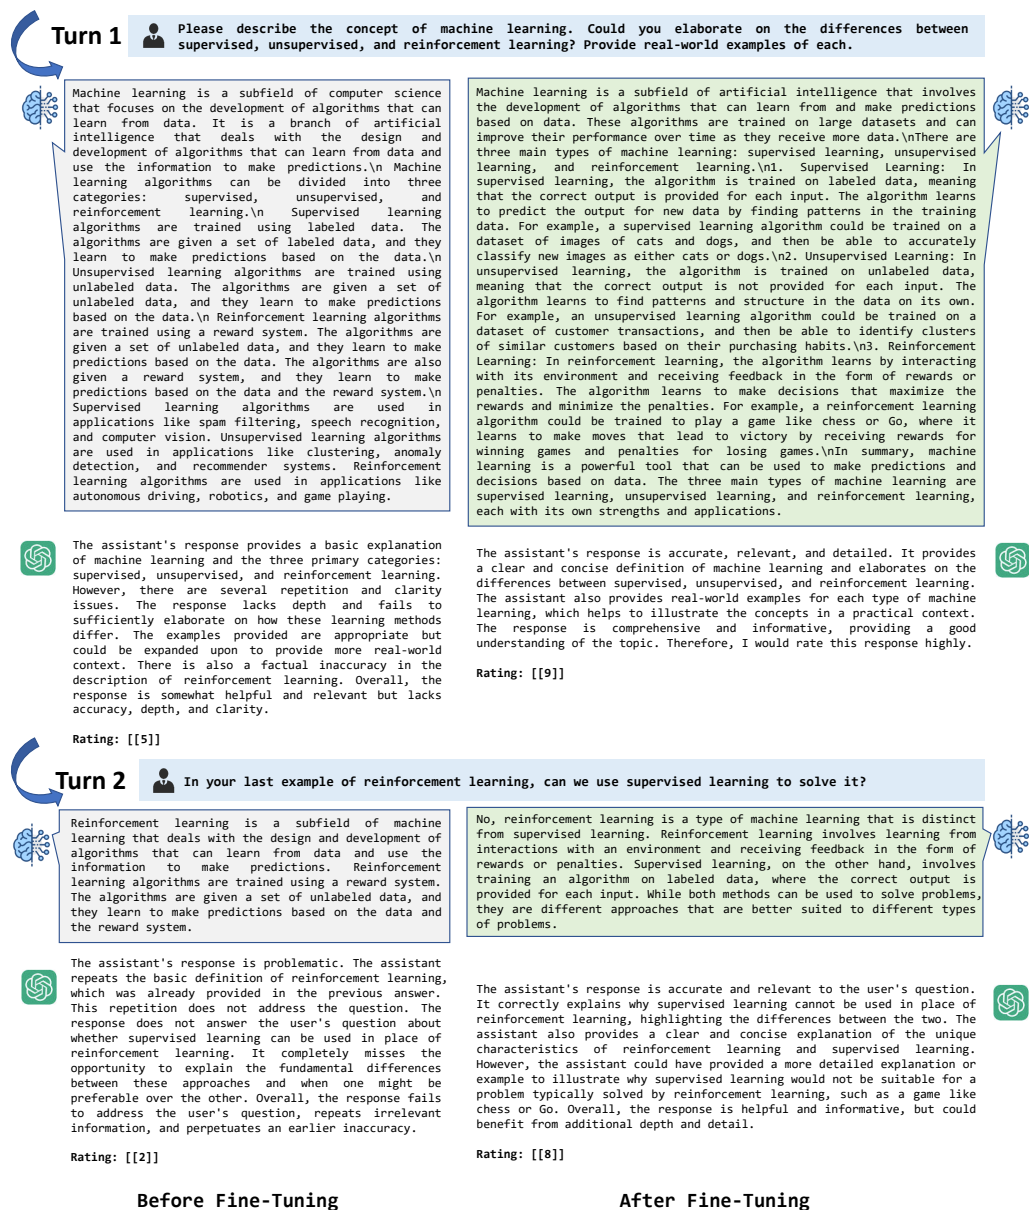 Turn 1
Please describe the concept of machine learning. Could you elaborate on the differences between
supervised, unsupervised, and reinforcement learning? Provide real-world examples of each.
Machine learning is a subfield of computer science
that focuses on the development of algorithms that can
learn from data. It is a branch of artificial
intelligence that deals with the design and
development of algorithms that can learn from data and
use the information to make predictions.\n Machine
learning algorithms can be divided into three
categories: supervised, unsupervised, and
reinforcement learning.\n Supervised learning
algorithms are trained using labeled data. The
algorithms are given a set of labeled data, and they
learn to make predictions based on the data.\n
Unsupervised learning algorithms are trained using
unlabeled data. The algorithms are given a set of
unlabeled data, and they learn to make predictions
based on the data.\n Reinforcement learning algorithms
are trained using a reward system. The algorithms are
given a set of unlabeled data, and they learn to make
predictions based on the data. The algorithms are also
given a reward system, and they learn to make
predictions based on the data and the reward system.\n
Supervised learning algorithms are used in
applications like spam filtering, speech recognition,
and computer vision. Unsupervised learning algorithms
are used in applications like clustering, anomaly
detection, and recommender systems. Reinforcement
learning algorithms are used in applications like
autonomous driving, robotics, and game playing.
Machine learning is a subfield of artificial intelligence that involves
the development of algorithms that can learn from and make predictions
based on data. These algorithms are trained on large datasets and can
improve their performance over time as they receive more data.\nThere are
three main types of machine learning: supervised learning, unsupervised
learning, and reinforcement learning.\n1. Supervised Learning: In
supervised learning, the algorithm is trained on labeled data, meaning
that the correct output is provided for each input. The algorithm learns
to predict the output for new data by finding patterns in the training
data. For example, a supervised learning algorithm could be trained on a
dataset of images of cats and dogs, and then be able to accurately
classify new images as either cats or dogs.\n2. Unsupervised Learning: In
unsupervised learning, the algorithm is trained on unlabeled data,
meaning that the correct output is not provided for each input. The
algorithm learns to find patterns and structure in the data on its own.
For example, an unsupervised learning algorithm could be trained on a
dataset of customer transactions, and then be able to identify clusters
of similar customers based on their purchasing habits.\n3. Reinforcement
Learning: In reinforcement learning, the algorithm learns by interacting
with its environment and receiving feedback in the form of rewards or
penalties. The algorithm learns to make decisions that maximize the
rewards and minimize the penalties. For example, a reinforcement learning
algorithm could be trained to play a game like chess or Go, where it
learns to make moves that lead to victory by receiving rewards for
winning games and penalties for losing games.\nIn summary, machine
learning is a powerful tool that can be used to make predictions and
decisions based on data. The three main types of machine learning are
supervised learning, unsupervised learning, and reinforcement learning,
each with its own strengths and applications.
The assistant's response provides a basic explanation
of machine learning and the three primary categories:
supervised, unsupervised, and reinforcement learning.
However, there are several repetition and clarity
issues. The response lacks depth and fails to
sufficiently elaborate on how these learning methods
differ. The examples provided are appropriate but
could be expanded upon to provide more real-world
context. There is also a factual inaccuracy in the
description of reinforcement learning. Overall, the
response is somewhat helpful and relevant but lacks
accuracy, depth, and clarity.
Rating: [[5]]
The assistant's response is accurate, relevant, and detailed. It provides
a clear and concise definition of machine learning and elaborates on the
differences between supervised, unsupervised, and reinforcement learning.
The assistant also provides real-world examples for each type of machine
learning, which helps to illustrate the concepts in a practical context.
The response is comprehensive and informative, providing a good
understanding of the topic. Therefore, I would rate this response highly.
Rating: [[9]]
Turn 2
In your last example of reinforcement learning, can we use supervised learning to solve it?
Reinforcement learning is a subfield of machine
learning that deals with the design and development of
algorithms that can learn from data and use the
information to make predictions. Reinforcement
learning algorithms are trained using a reward system.
The algorithms are given a set of unlabeled data, and
they learn to make predictions based on the data and
the reward system.
No, reinforcement learning is a type of machine learning that is distinct
from supervised learning. Reinforcement learning involves learning from
interactions with an environment and receiving feedback in the form of
rewards or penalties. Supervised learning, on the other hand, involves
training an algorithm on labeled data, where the correct output is
provided for each input. While both methods can be used to solve problems,
they are different approaches that are better suited to different types
of problems.
The assistant's response is problematic. The assistant
repeats the basic definition of reinforcement learning,
which was already provided in the previous answer.
This repetition does not address the question. The
response does not answer the user's question about
whether supervised learning can be used in place of
reinforcement learning. It completely misses the
opportunity to explain the fundamental differences
between these approaches and when one might be
preferable over the other. Overall, the response fails
to address the user's question, repeats irrelevant
information, and perpetuates an earlier inaccuracy.
Rating: [[2]]
The assistant's response is accurate and relevant to the user's question.
It correctly explains why supervised learning cannot be used in place of
reinforcement learning, highlighting the differences between the two. The
assistant also provides a clear and concise explanation of the unique
characteristics of reinforcement learning and supervised learning.
However, the assistant could have provided a more detailed explanation or
example to illustrate why supervised learning would not be suitable for a
problem typically solved by reinforcement learning, such as a game like
chess or Go. Overall, the response is helpful and informative, but could
benefit from additional depth and detail.
Rating: [[8]]
Before Fine-Tuning
After Fine-Tuning